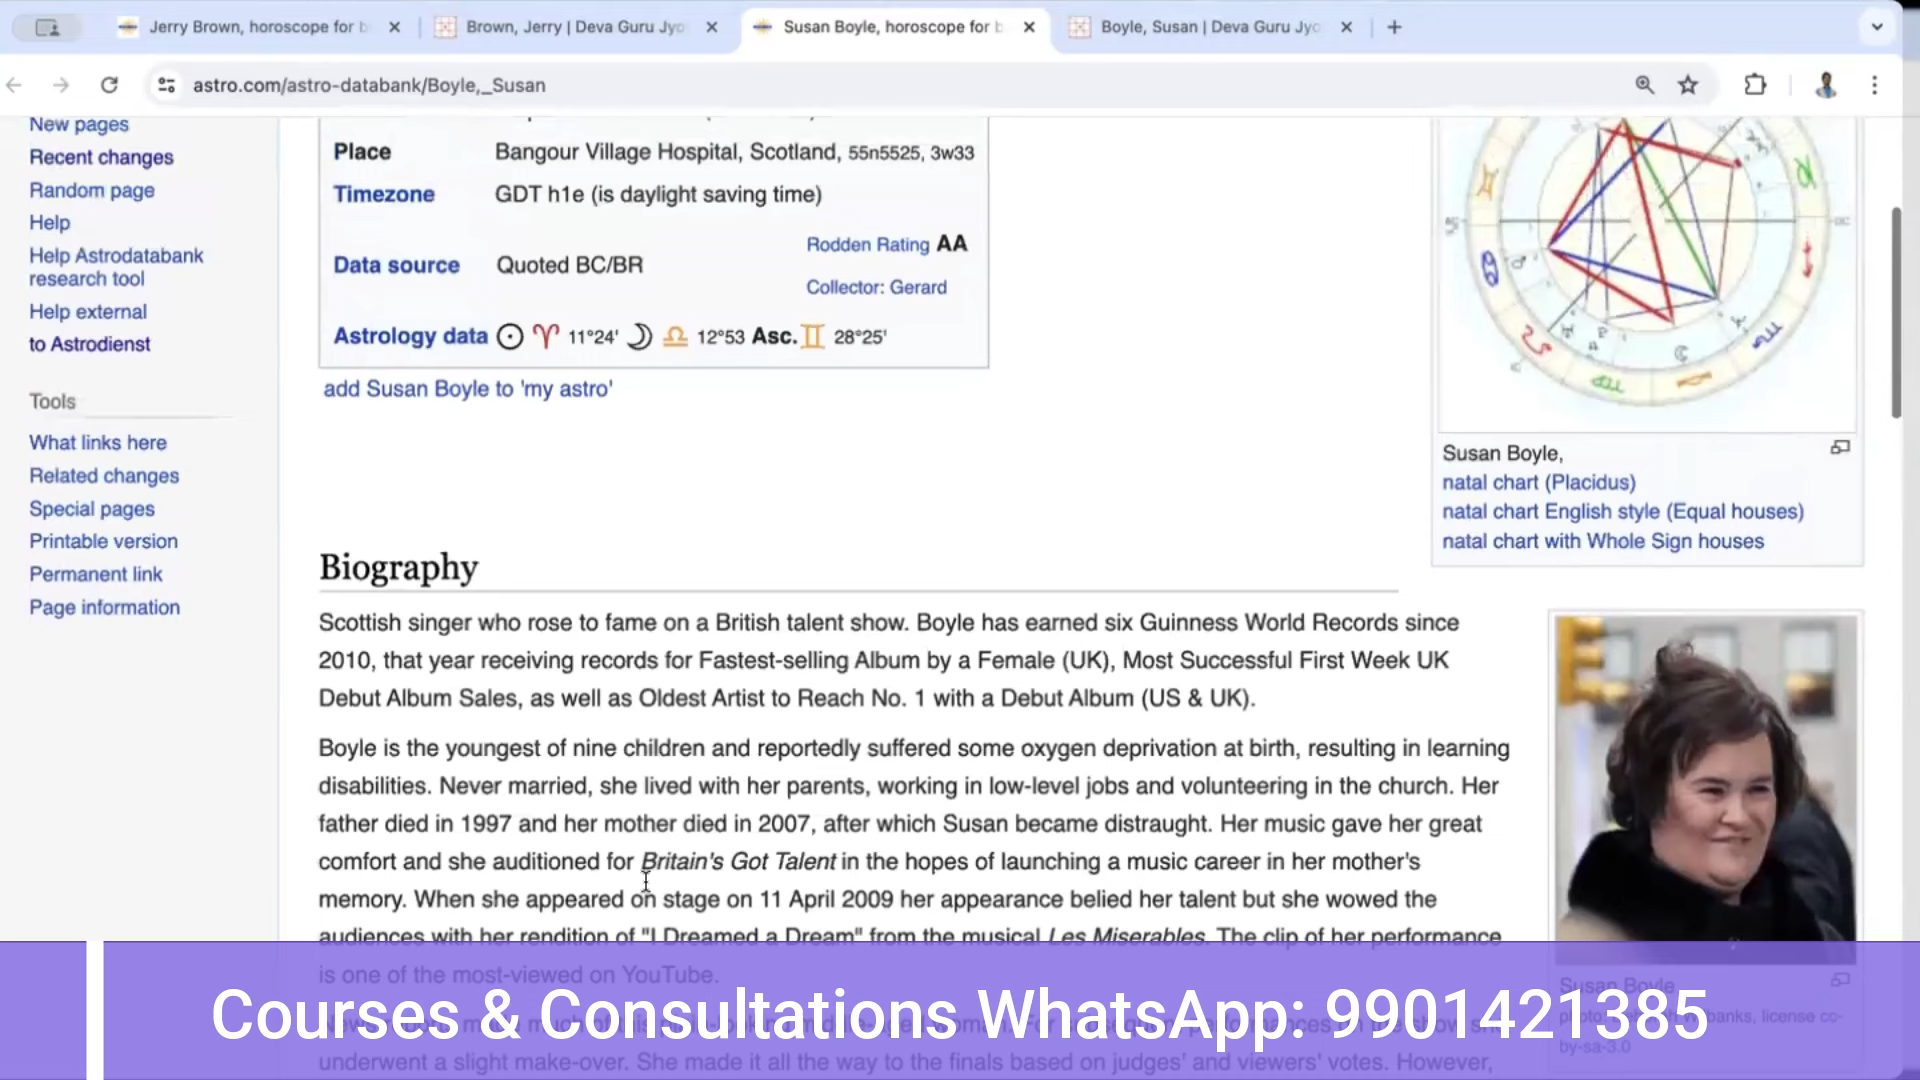 Jerry Brown, horoscope for b
Brown, Jerry | Deva Guru Jyo
Susan Boyle, horoscope for b
Boyle, Susan | Deva Guru Jyo
astro.com/astro-databank/Boyle,_Susan
New pages
Recent changes
Random page
Help
Help Astrodatabank
research tool
Help external
to Astrodienst
Tools
What links here
Related changes
Special pages
Printable version
Permanent link
Page information
Place Bangour Village Hospital, Scotland, 55n5525, 3w33
Timezone GDT h1e (is daylight saving time)
Data source Quoted BC/BR Rodden Rating AA
Collector: Gerard
Astrology data ☉ ♈ 11°24' ☽ ♎ 12°53 Asc. ♊ 28°25'
add Susan Boyle to 'my astro'
Susan Boyle,
natal chart (Placidus)
natal chart English style (Equal houses)
natal chart with Whole Sign houses
Biography
Scottish singer who rose to fame on a British talent show. Boyle has earned six Guinness World Records since
2010, that year receiving records for Fastest-selling Album by a Female (UK), Most Successful First Week UK
Debut Album Sales, as well as Oldest Artist to Reach No. 1 with a Debut Album (US & UK).
Boyle is the youngest of nine children and reportedly suffered some oxygen deprivation at birth, resulting in learning
disabilities. Never married, she lived with her parents, working in low-level jobs and volunteering in the church. Her
father died in 1997 and her mother died in 2007, after which Susan became distraught. Her music gave her great
comfort and she auditioned for Britain's Got Talent in the hopes of launching a music career in her mother's
memory. When she appeared on stage on 11 April 2009 her appearance belied her talent but she wowed the
audiences with her rendition of "I Dreamed a Dream" from the musical Les Miserables. The clip of her performance
is one of the most-viewed on YouTube.
Susan Boyle
banks, license cc-
by-sa-3.0
Courses & Consultations WhatsApp: 9901421385
underwent a slight make-over. She made it all the way to the finals based on judges' and viewers' votes. However,